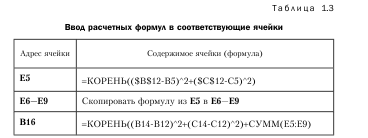 Таблица 1.3
Ввод расчетных формул в соответствующие ячейки
Адрес ячейки
Содержимое ячейки (формула)
E5
=КОРЕНЬ(($B$12-B5)^2+($C$12-C5)^2)
E6—E9
Скопировать формулу из E5 в E6—E9
B16
=КОРЕНЬ((B14-B12)^2+(C14-C12)^2)+СУММ(E5:E9)